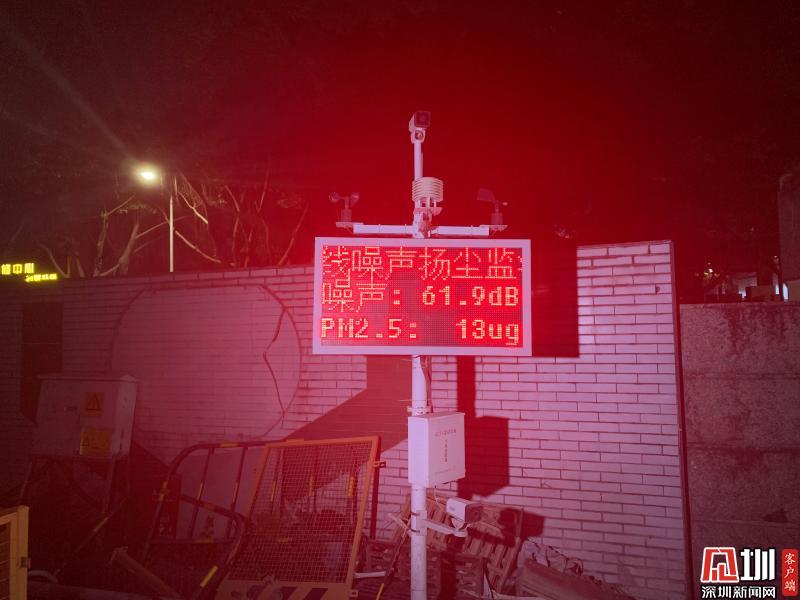 线噪声扬尘监
噪声: 61.9dB
PM2.5: 13ug
圳
深圳新闻网
客户端